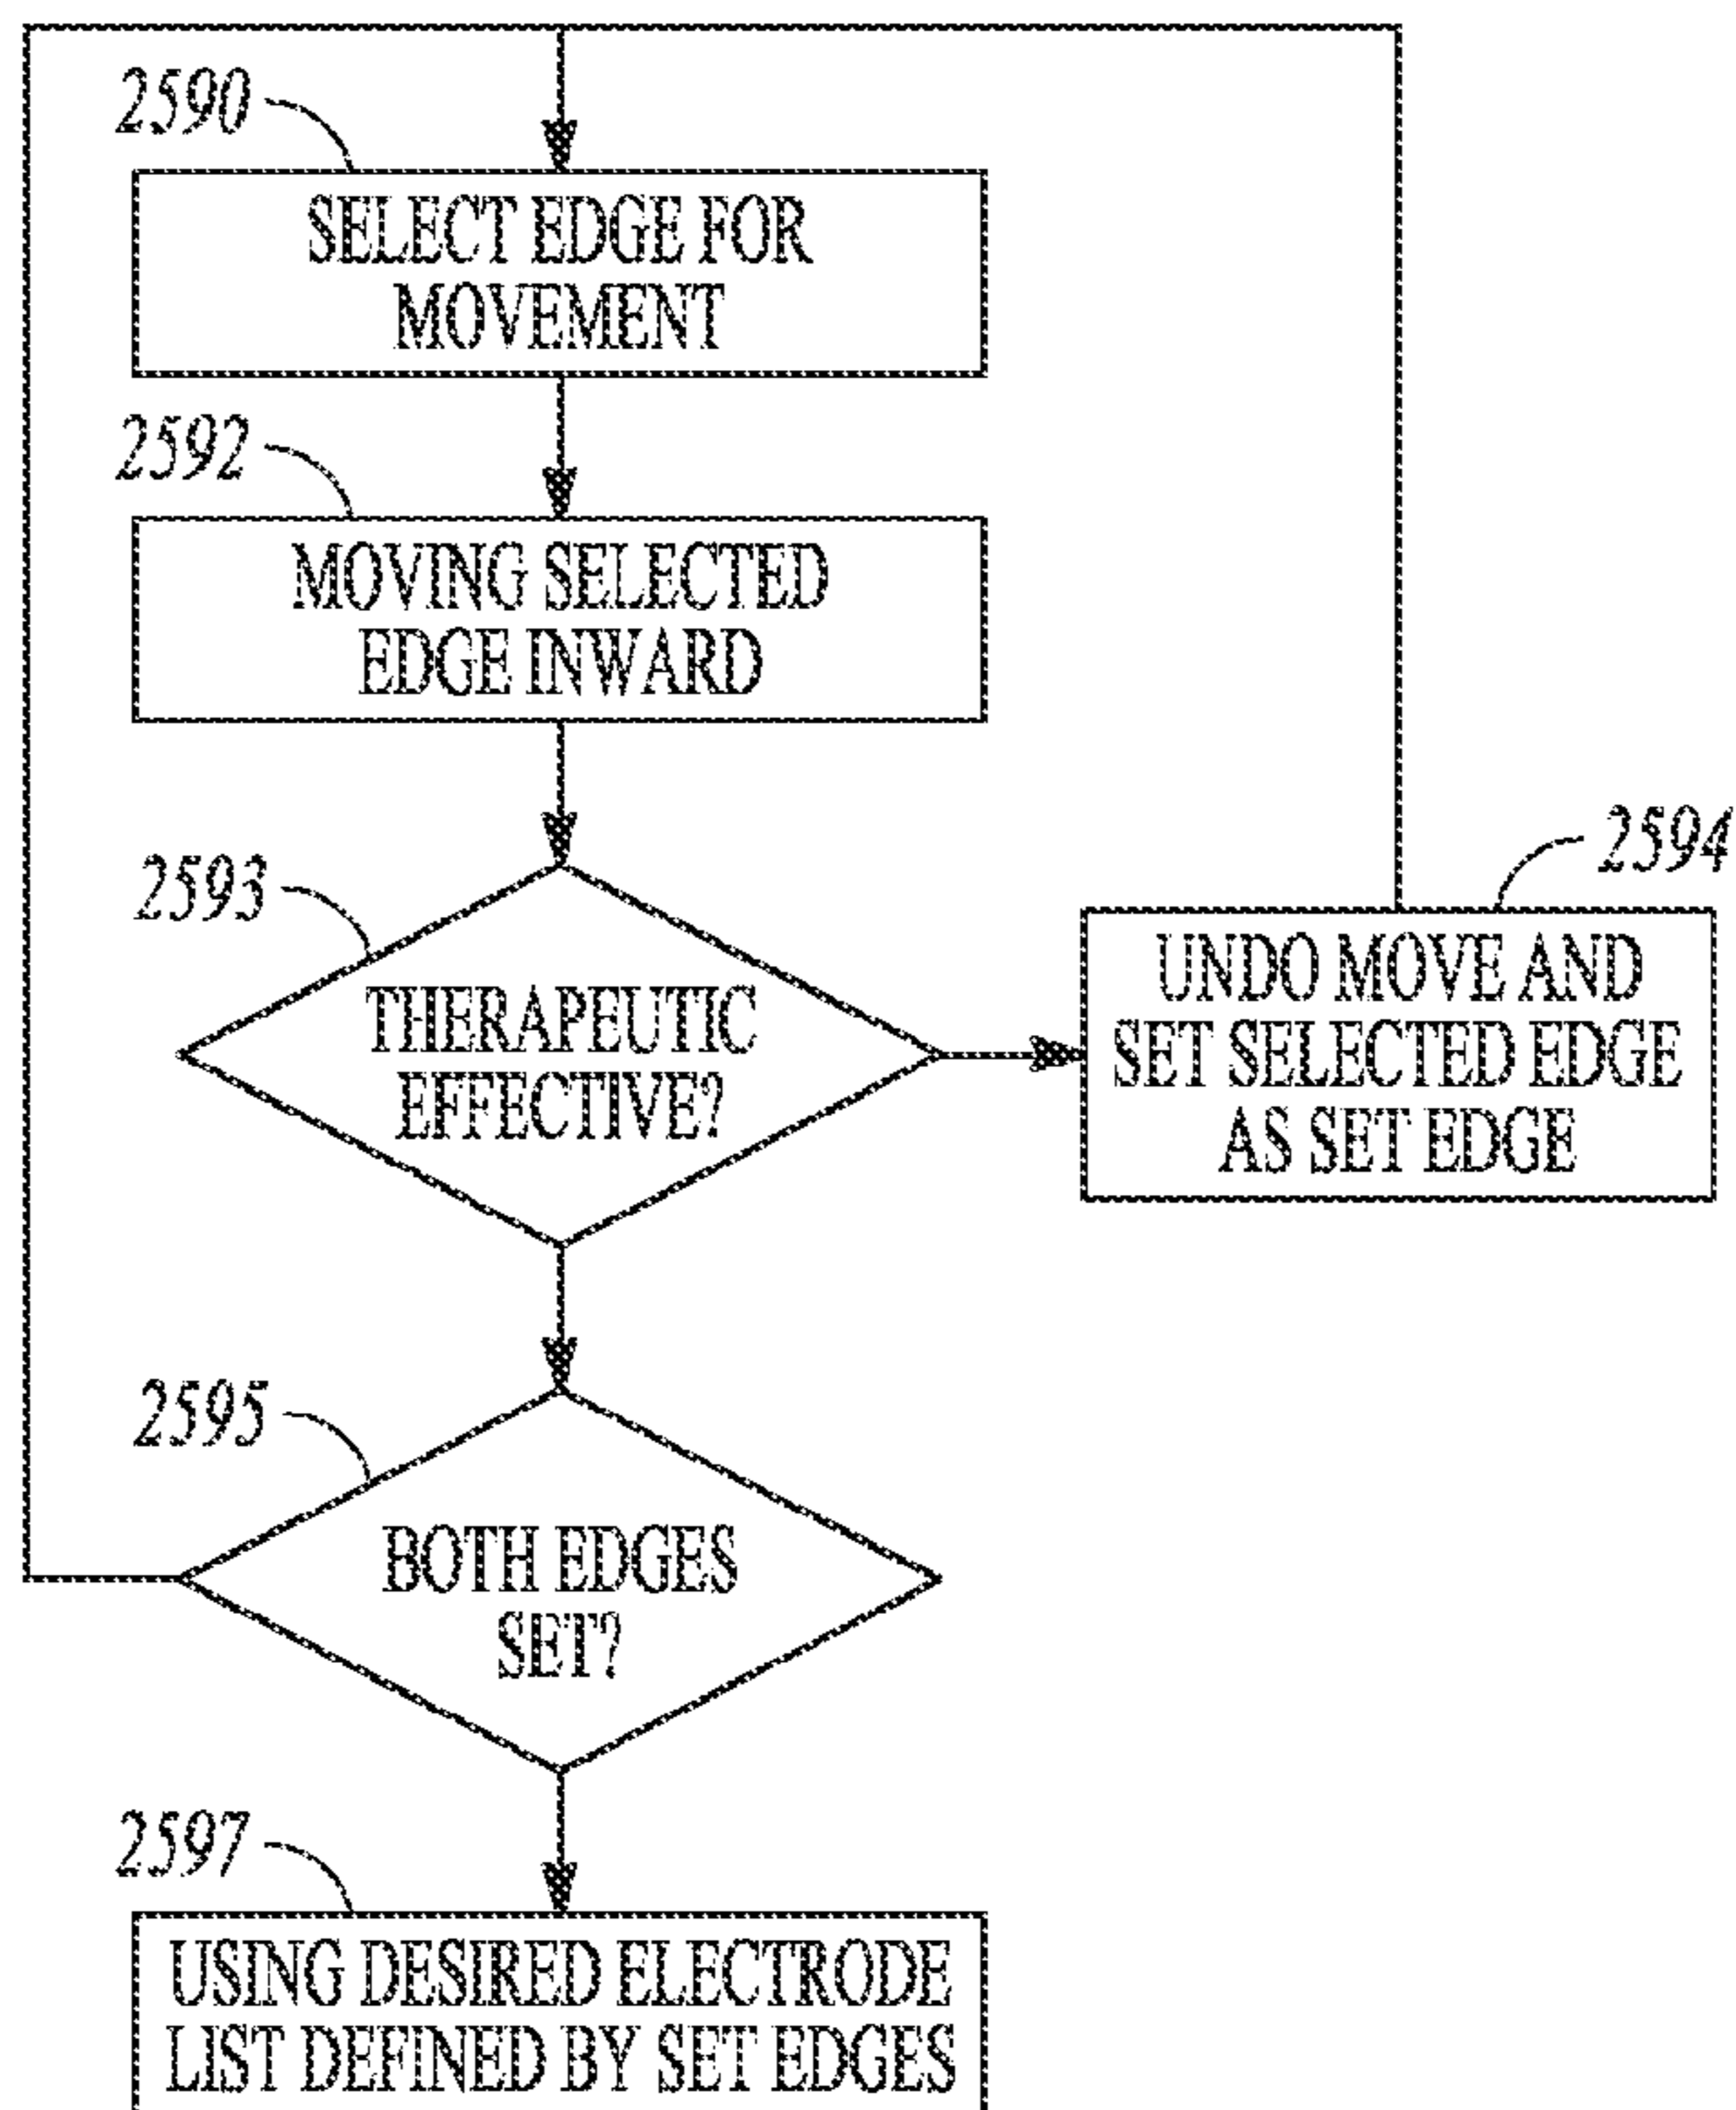 2590
SELECT EDGE FOR
MOVEMENT
2592
MOVING SELECTED
EDGE INWARD
2593
THERAPEUTIC
EFFECTIVE?
2594
UNDO MOVE AND
SET SELECTED EDGE
AS SET EDGE
2595
BOTH EDGES
SET?
2597
USING DESIRED ELECTRODE
LIST DEFINED BY SET EDGES